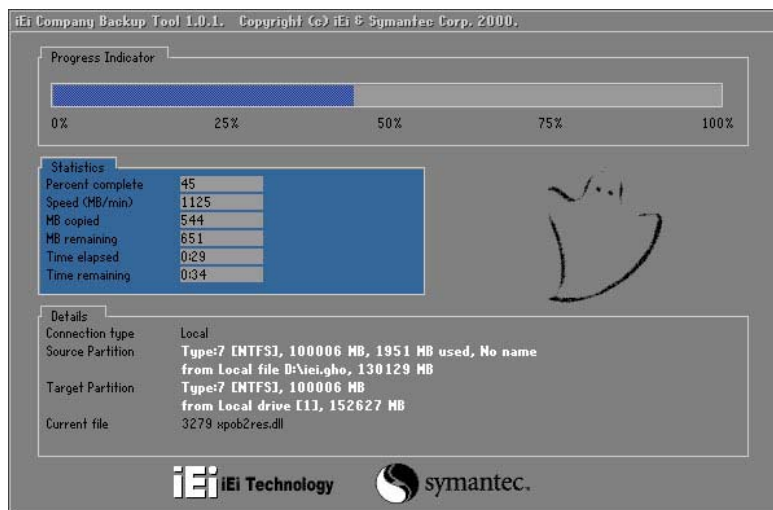 iEi Company Backup Tool 1.0.1.   Copyright (c) iEi & Symantec Corp. 2000.
Progress Indicator
0% 25% 50% 75% 100%
Statistics
Percent complete 45
Speed (MB/min) 1125
MB copied 544
MB remaining 651
Time elapsed 0:29
Time remaining 0:34
Details
Connection type Local
Source Partition Type:7 [NTFS], 100006 MB, 1951 MB used, No name
from Local file D:\iei.gho, 130129 MB
Target Partition Type:7 [NTFS], 100006 MB
from Local drive [1], 152627 MB
Current file 3279 xpob2res.dll
iEi iEi Technology symantec.